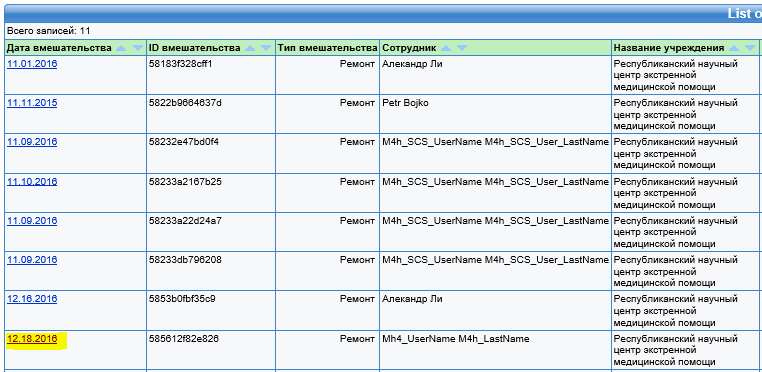 List o
Всего записей: 11
Дата вмешательства ID вмешательства Тип вмешательства Сотрудник Название учреждения
11.01.2016 58183f328cff1 Ремонт Алекандр Ли Республиканский научный
центр экстренной
медицинской помощи
11.11.2015 5822b9664637d Ремонт Petr Bojko Республиканский научный
центр экстренной
медицинской помощи
11.09.2016 58232e47bd0f4 Ремонт M4h_SCS_UserName M4h_SCS_User_LastName Республиканский научный
центр экстренной
медицинской помощи
11.10.2016 58233a2167b25 Ремонт M4h_SCS_UserName M4h_SCS_User_LastName Республиканский научный
центр экстренной
медицинской помощи
11.09.2016 58233a22d24a7 Ремонт M4h_SCS_UserName M4h_SCS_User_LastName Республиканский научный
центр экстренной
медицинской помощи
11.09.2016 58233db796208 Ремонт M4h_SCS_UserName M4h_SCS_User_LastName Республиканский научный
центр экстренной
медицинской помощи
12.16.2016 5853b0fbf35c9 Ремонт Алекандр Ли Республиканский научный
центр экстренной
медицинской помощи
12.18.2016 585612f82e826 Ремонт Mh4_UserName M4h_LastName Республиканский научный
центр экстренной
медицинской помощи